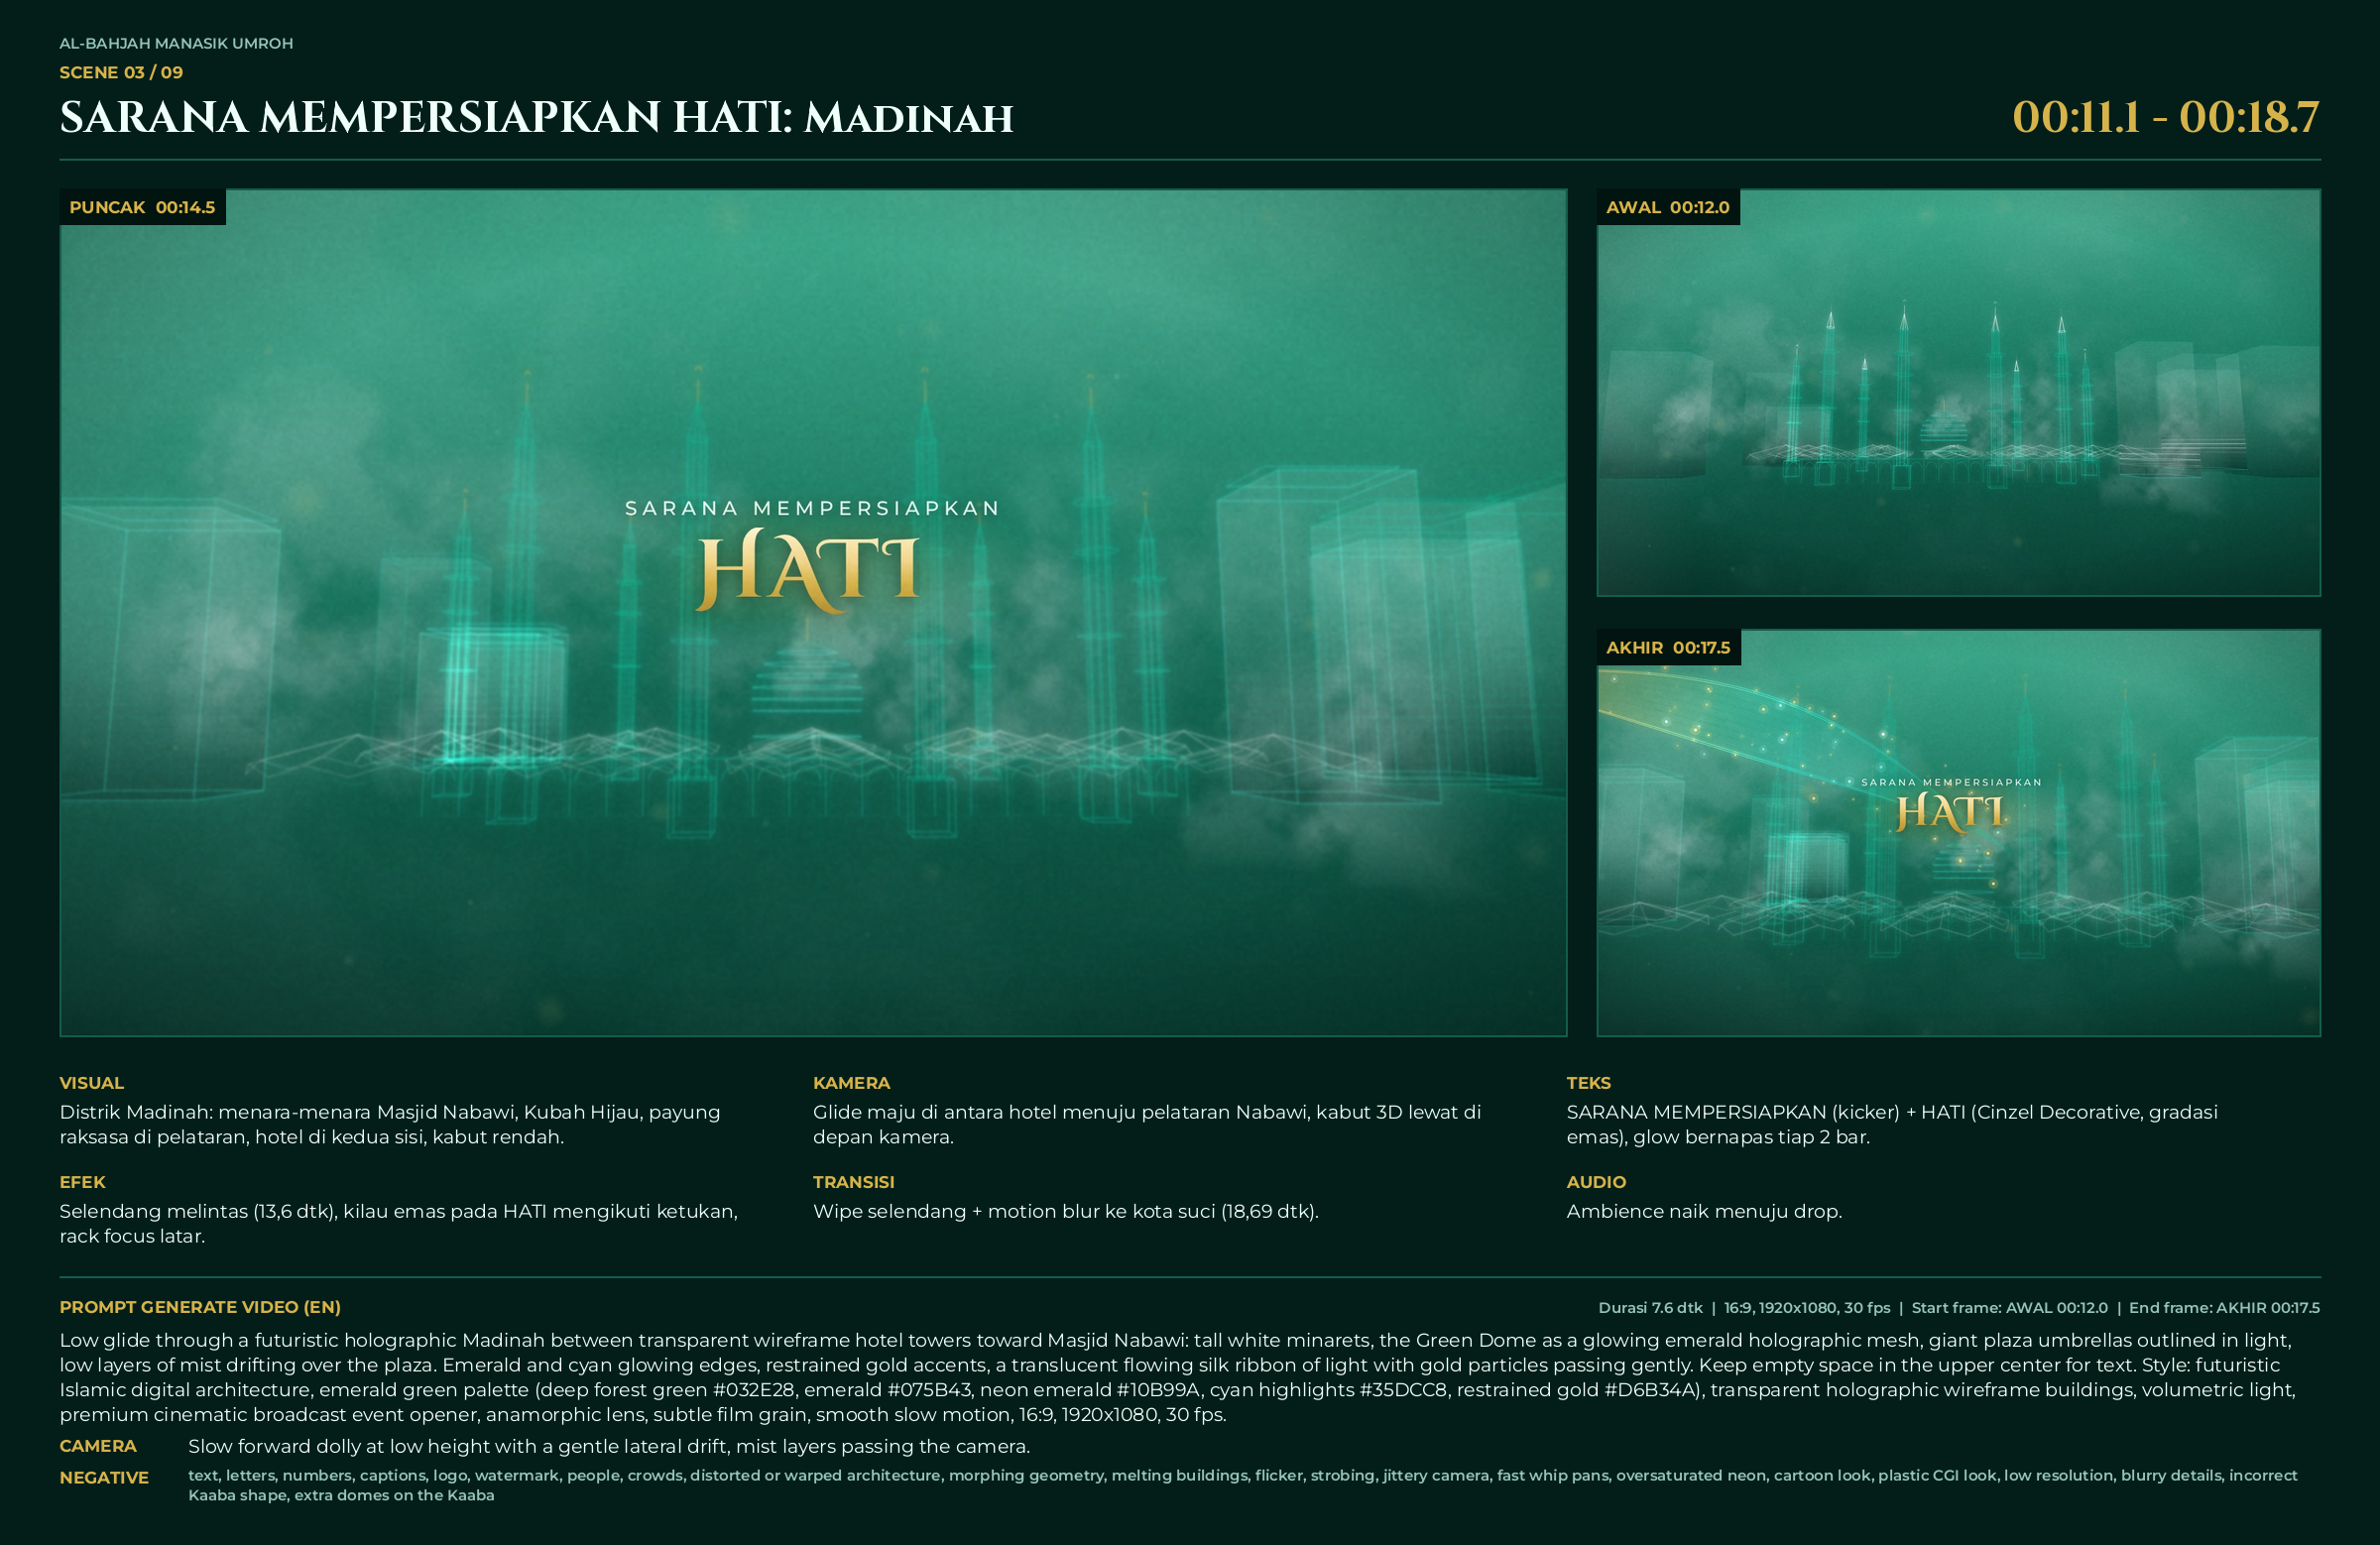 AL-BAHJAH MANASIK UMROH
SCENE 03 / 09
SARANA MEMPERSIAPKAN HATI: MADINAH
00:11.1 - 00:18.7
PUNCAK 00:14.5
SARANA MEMPERSIAPKAN
HATI
AWAL 00:12.0
AKHIR 00:17.5
SARANA MEMPERSIAPKAN
HATI
VISUAL
Distrik Madinah: menara-menara Masjid Nabawi, Kubah Hijau, payung
raksasa di pelataran, hotel di kedua sisi, kabut rendah.
KAMERA
Glide maju di antara hotel menuju pelataran Nabawi, kabut 3D lewat di
depan kamera.
TEKS
SARANA MEMPERSIAPKAN (kicker) + HATI (Cinzel Decorative, gradasi
emas), glow bernapas tiap 2 bar.
EFEK
Selendang melintas (13,6 dtk), kilau emas pada HATI mengikuti ketukan,
rack focus latar.
TRANSISI
Wipe selendang + motion blur ke kota suci (18,69 dtk).
AUDIO
Ambience naik menuju drop.
PROMPT GENERATE VIDEO (EN)
Durasi 7.6 dtk | 16:9, 1920x1080, 30 fps | Start frame: AWAL 00:12.0 | End frame: AKHIR 00:17.5
Low glide through a futuristic holographic Madinah between transparent wireframe hotel towers toward Masjid Nabawi: tall white minarets, the Green Dome as a glowing emerald holographic mesh, giant plaza umbrellas outlined in light,
low layers of mist drifting over the plaza. Emerald and cyan glowing edges, restrained gold accents, a translucent flowing silk ribbon of light with gold particles passing gently. Keep empty space in the upper center for text. Style: futuristic
Islamic digital architecture, emerald green palette (deep forest green #032E28, emerald #075B43, neon emerald #10B99A, cyan highlights #35DCC8, restrained gold #D6B34A), transparent holographic wireframe buildings, volumetric light,
premium cinematic broadcast event opener, anamorphic lens, subtle film grain, smooth slow motion, 16:9, 1920x1080, 30 fps.
CAMERA
Slow forward dolly at low height with a gentle lateral drift, mist layers passing the camera.
NEGATIVE
text, letters, numbers, captions, logo, watermark, people, crowds, distorted or warped architecture, morphing geometry, melting buildings, flicker, strobing, jittery camera, fast whip pans, oversaturated neon, cartoon look, plastic CGI look, low resolution, blurry details, incorrect
Kaaba shape, extra domes on the Kaaba